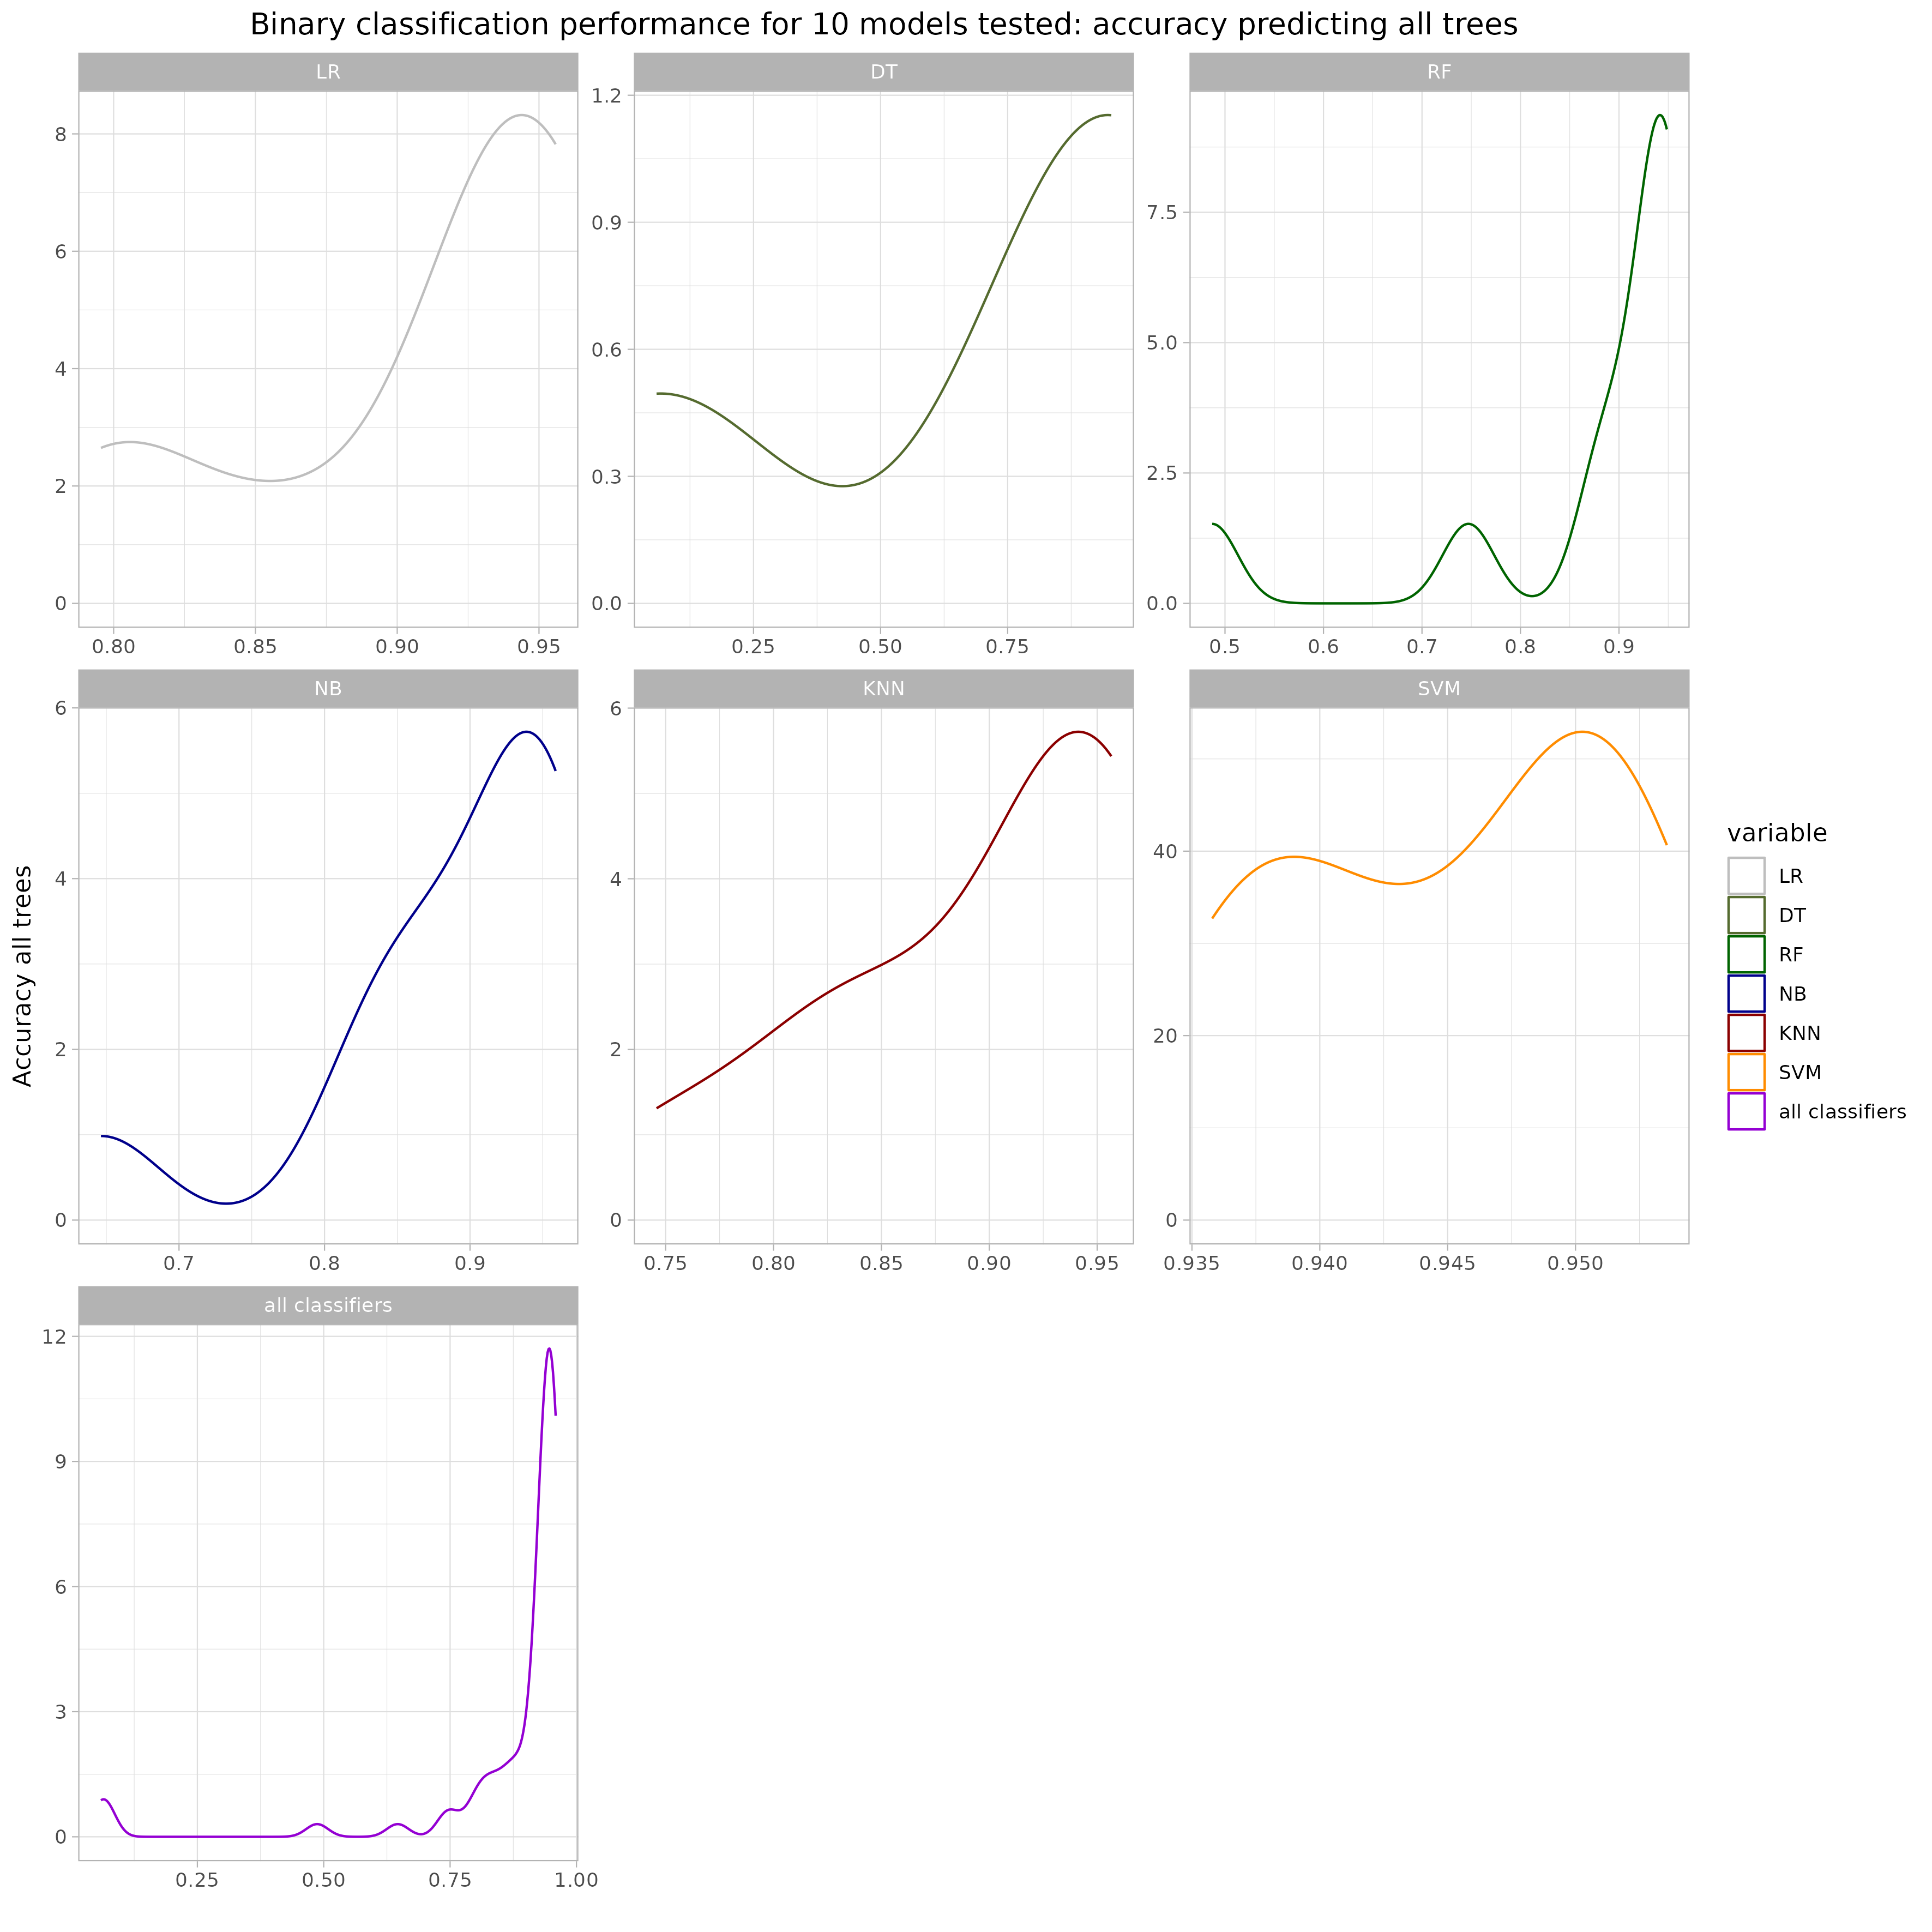 Binary classification performance for 10 models tested: accuracy predicting all trees
LR
DT
RF
8
6
4
2
0
0.80 0.85 0.90 0.95
1.2
0.9
0.6
0.3
0.0
0.25 0.50 0.75
7.5
5.0
2.5
0.0
0.5 0.6 0.7 0.8 0.9
NB
KNN
SVM
6
4
2
0
0.7 0.8 0.9
6
4
2
0
0.75 0.80 0.85 0.90 0.95
40
20
0
0.935 0.940 0.945 0.950
all classifiers
12
9
6
3
0
0.25 0.50 0.75 1.00
Accuracy all trees
variable
LR
DT
RF
NB
KNN
SVM
all classifiers